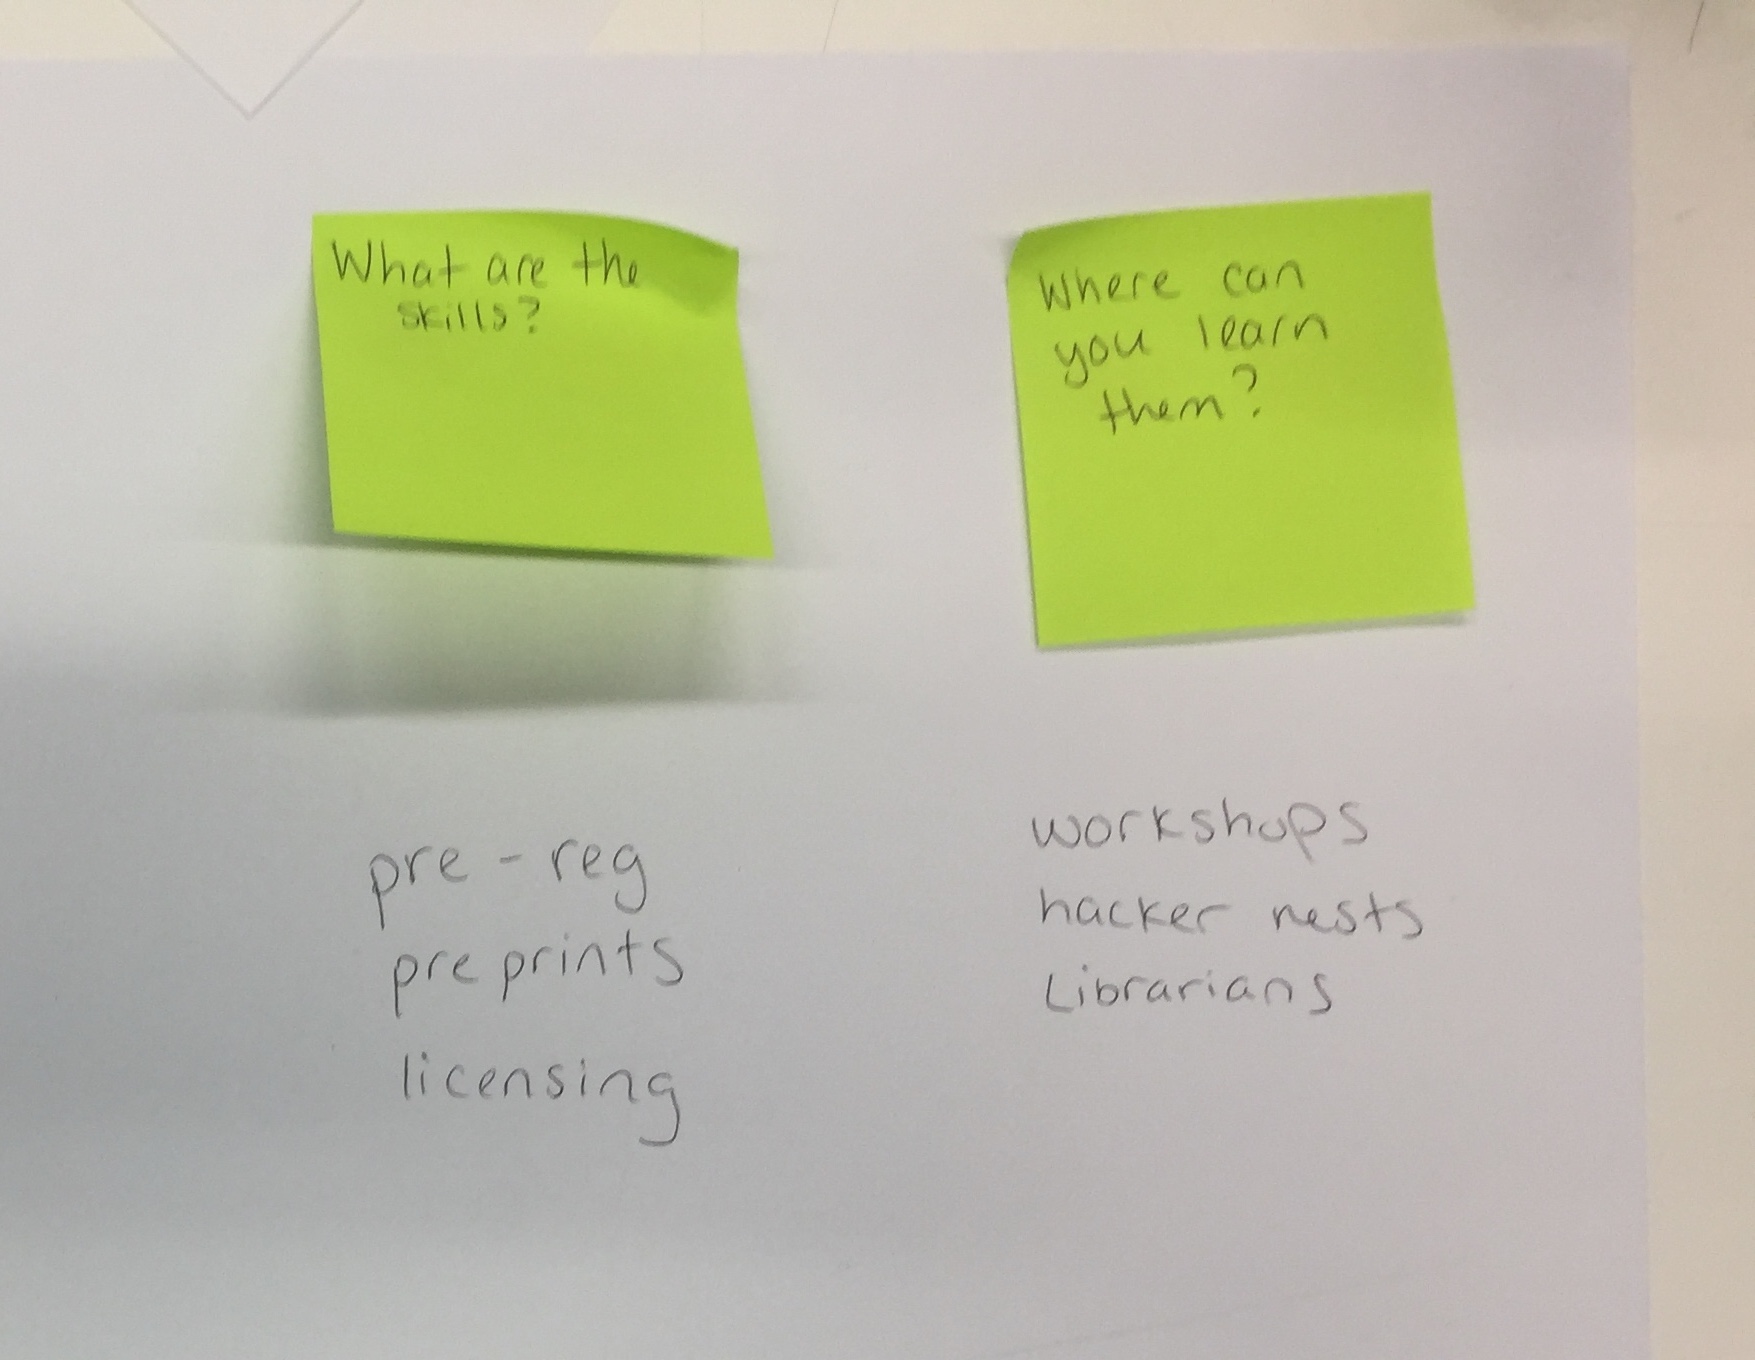 What are the
skills?
Where can
you learn
them?
pre-reg
preprints
licensing
workshops
hacker nests
Librarians